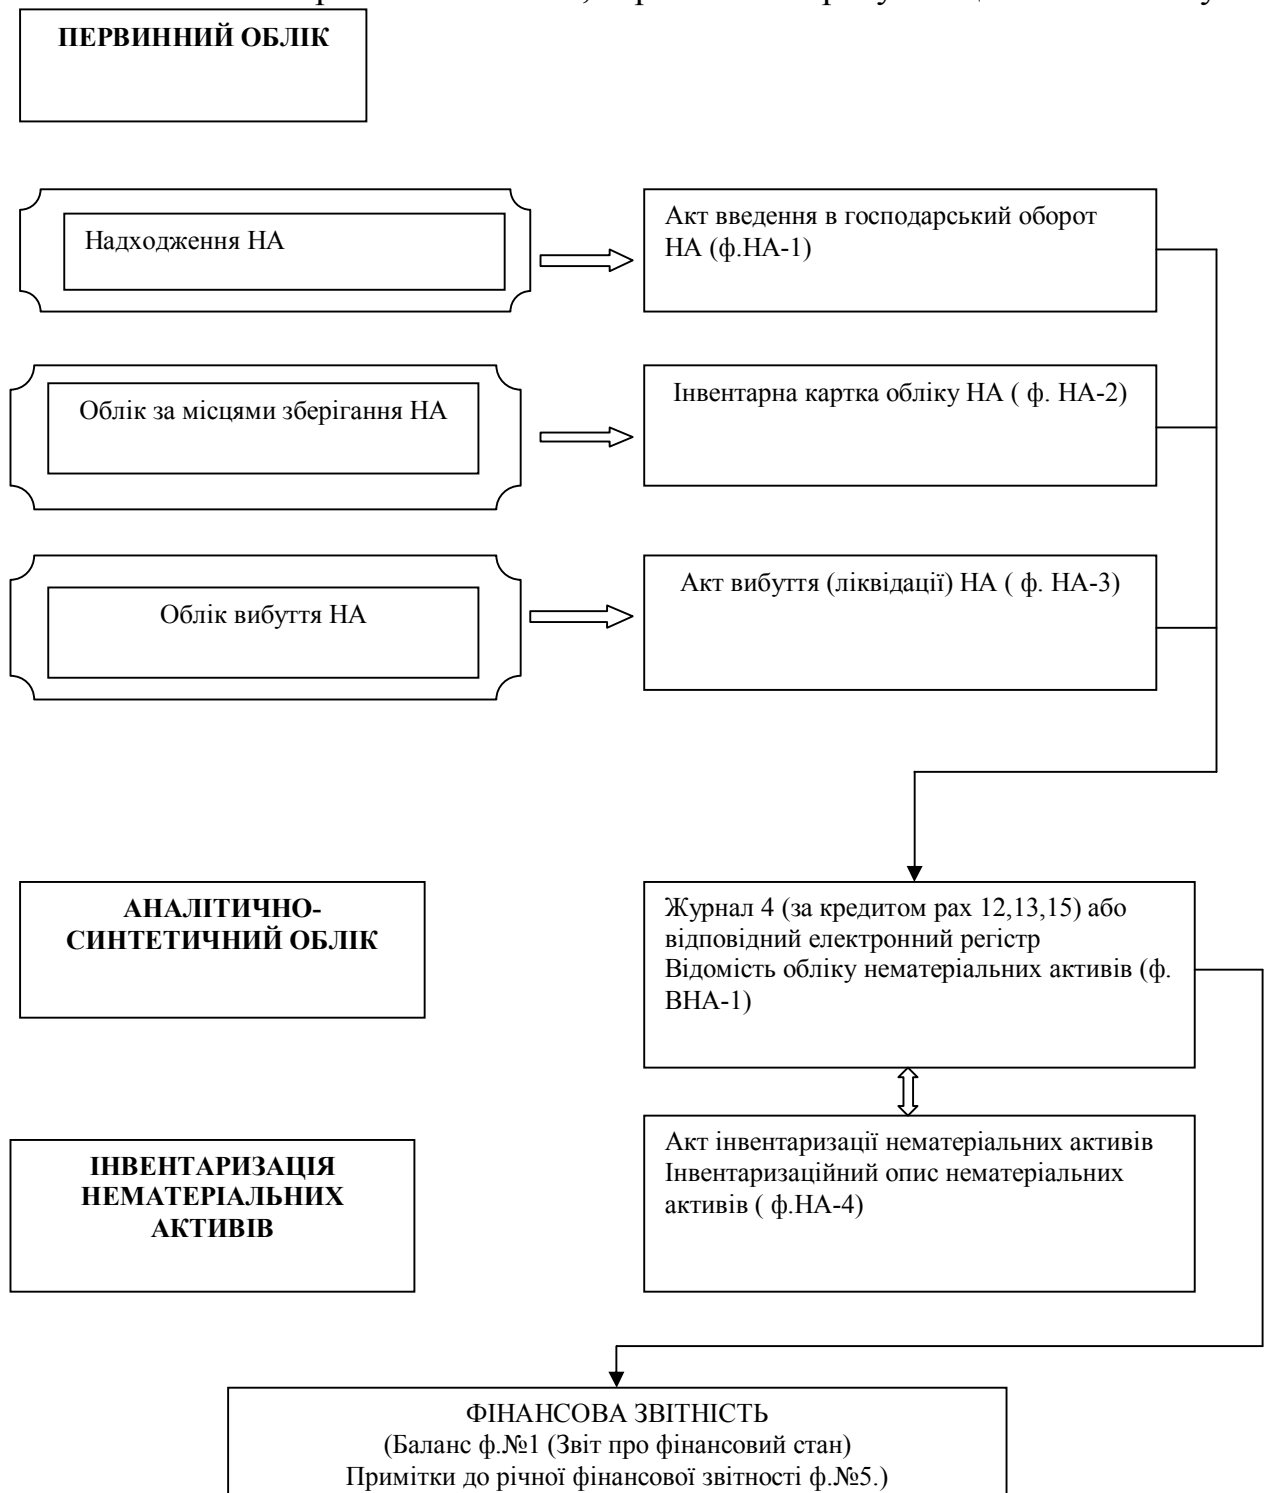 ПЕРВИННИЙ ОБЛІК
Надходження НА
Акт введення в господарський оборот
НА (ф.НА-1)
Облік за місцями зберігання НА
Інвентарна картка обліку НА ( ф. НА-2)
Облік вибуття НА
Акт вибуття (ліквідації) НА ( ф. НА-3)
АНАЛІТИЧНО-
СИНТЕТИЧНИЙ ОБЛІК
Журнал 4 (за кредитом рах 12,13,15) або
відповідний електронний регістр
Відомість обліку нематеріальних активів (ф.
ВНА-1)
ІНВЕНТАРИЗАЦІЯ
НЕМАТЕРІАЛЬНИХ
АКТИВІВ
Акт інвентаризації нематеріальних активів
Інвентаризаційний опис нематеріальних
активів ( ф.НА-4)
ФІНАНСОВА ЗВІТНІСТЬ
(Баланс ф.№1 (Звіт про фінансовий стан)
Примітки до річної фінансової звітності ф.№5.)